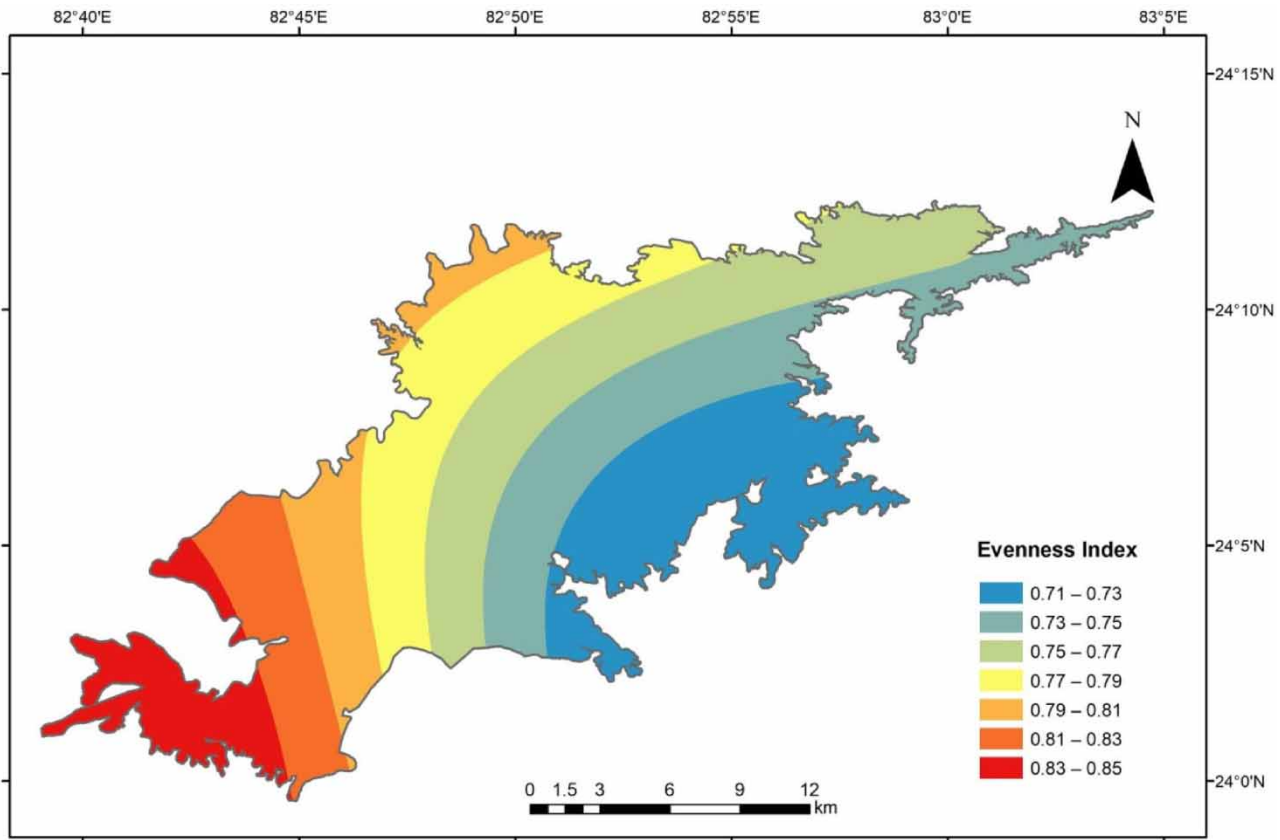 82°40'E 82°45'E 82°50'E 82°55'E 83°0'E 83°5'E
24°15'N
N
24°10'N
24°5'N
Evenness Index
0.71 – 0.73
0.73 – 0.75
0.75 – 0.77
0.77 – 0.79
0.79 – 0.81
0.81 – 0.83
0.83 – 0.85
24°0'N
0 1.5 3 6 9 12
km